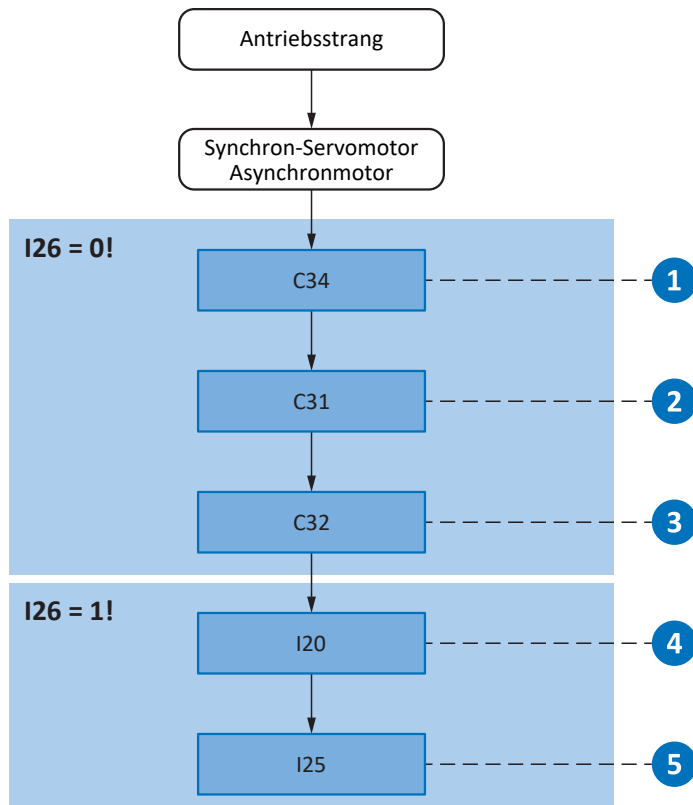 Antriebsstrang
Synchron-Servomotor
Asynchronmotor
I26 = 0!
C34
1
C31
2
C32
3
I26 = 1!
I20
4
I25
5